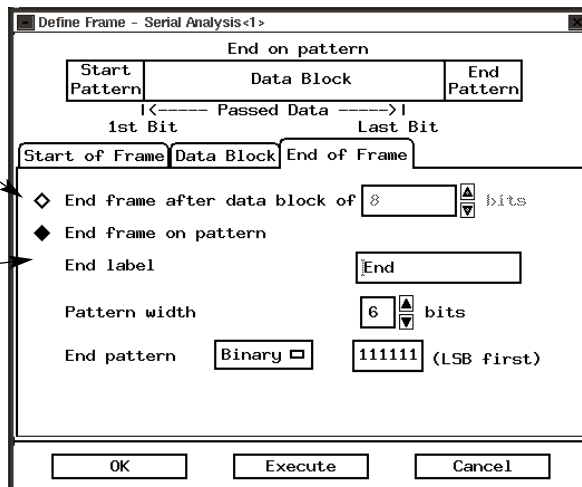 Define Frame - Serial Analysis<1>
End on pattern
Start Pattern
Data Block
End Pattern
|<----- Passed Data ----->|
1st Bit Last Bit
Start of Frame Data Block End of Frame
End frame after data block of 8 bits
End frame on pattern
End label End
Pattern width 6 bits
End pattern Binary 111111 (LSB first)
OK Execute Cancel